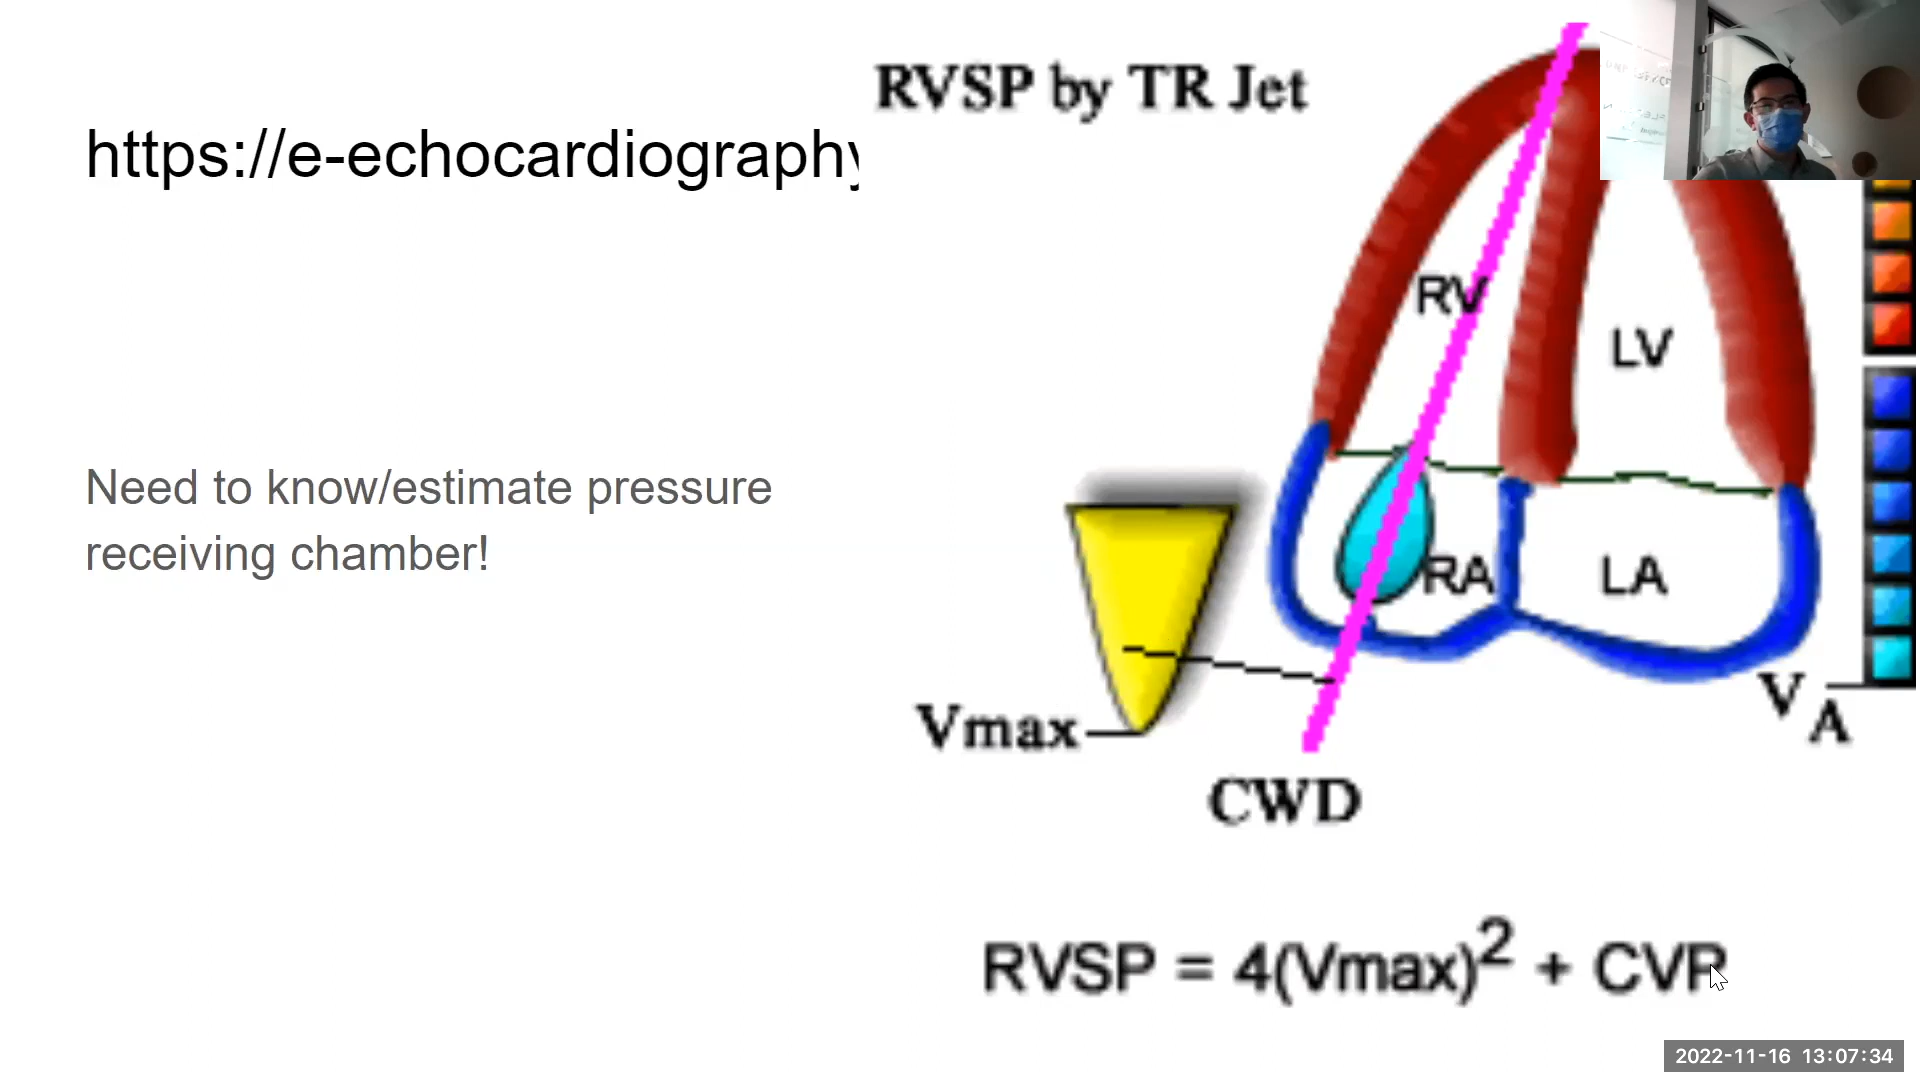 https://e-echocardiography
RVSP by TR Jet
Need to know/estimate pressure
receiving chamber!
RV
LV
RA
LA
Vmax
V
A
CWD
RVSP = 4(Vmax)2 + CVP
2022-11-16 13:07:34